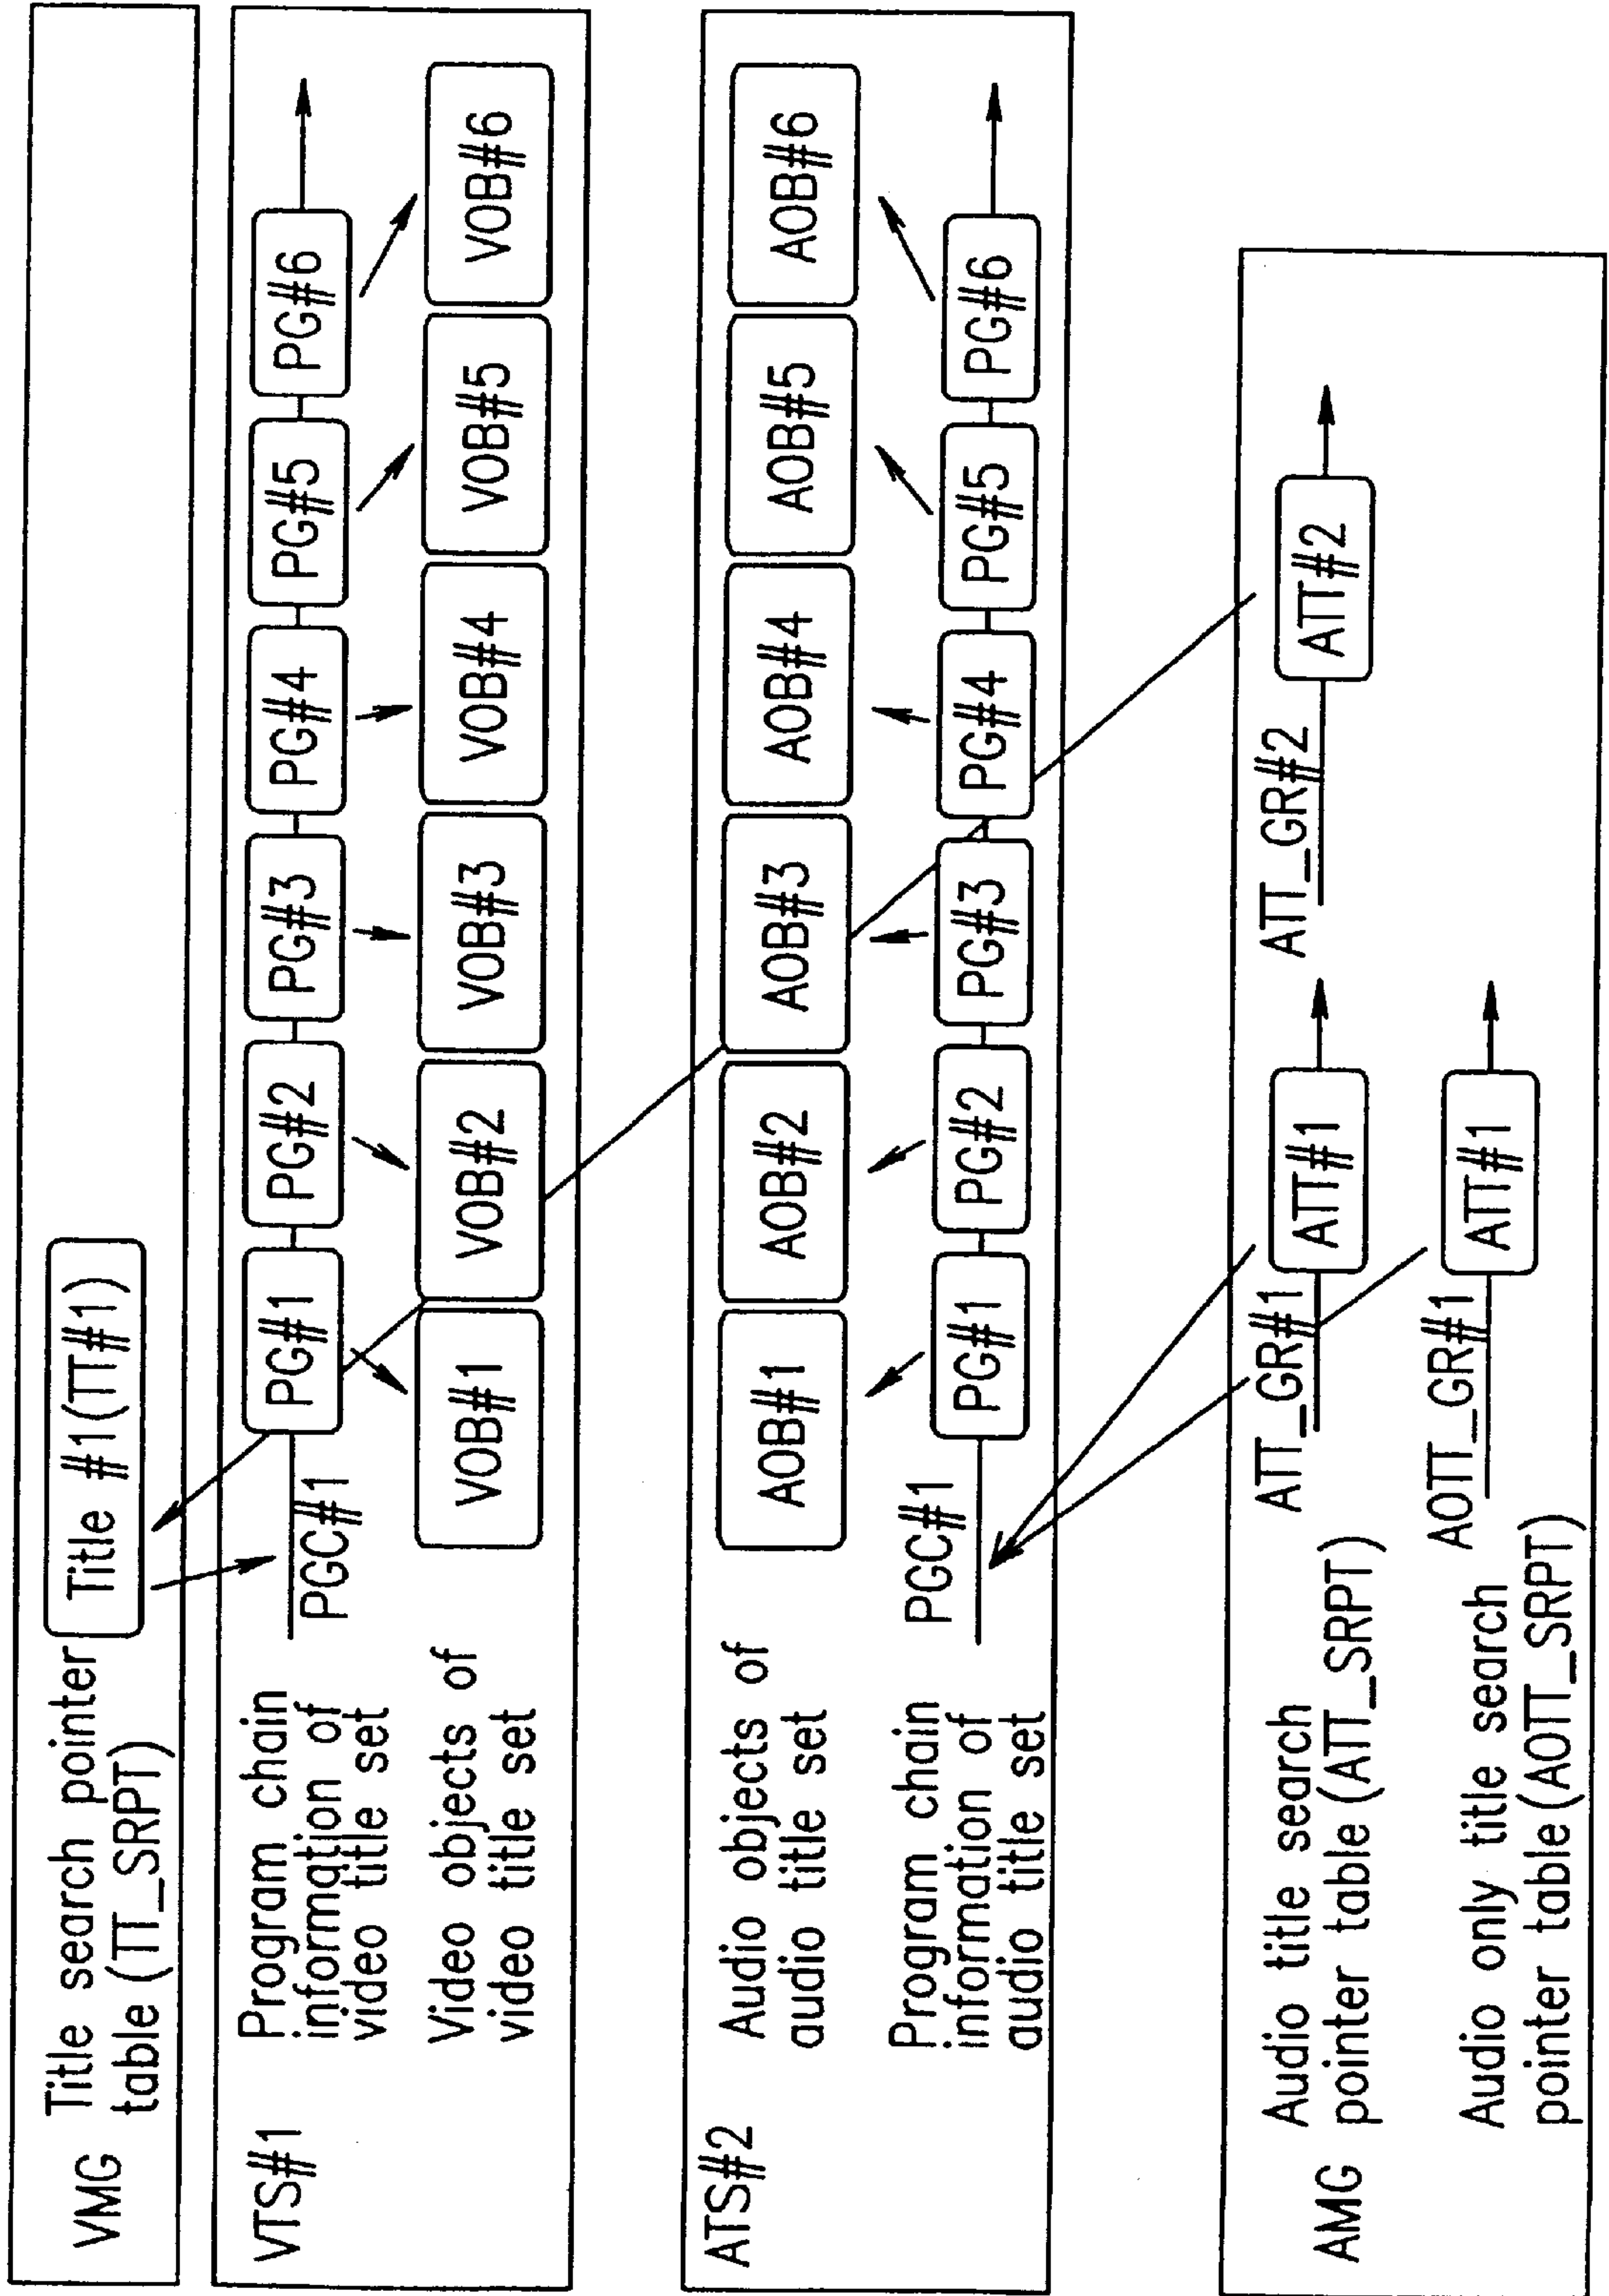 VMG
Title search pointer
table (TT_SRPT)
Title #1(TT#1)
VTS#1
Program chain
information of
video title set
PGC#1
PG#1
PG#2
PG#3
PG#4
PG#5
PG#6
Video objects of
video title set
VOB#1
VOB#2
VOB#3
VOB#4
VOB#5
VOB#6
ATS#2
Audio objects of
audio title set
AOB#1
AOB#2
AOB#3
AOB#4
AOB#5
AOB#6
Program chain
information of
audio title set
PGC#1
PG#1
PG#2
PG#3
PG#4
PG#5
PG#6
AMG
Audio title search
pointer table (ATT_SRPT)
ATT_GR#1
ATT#1
ATT_GR#2
ATT#2
Audio only title search
pointer table (AOTT_SRPT)
AOTT_GR#1
ATT#1